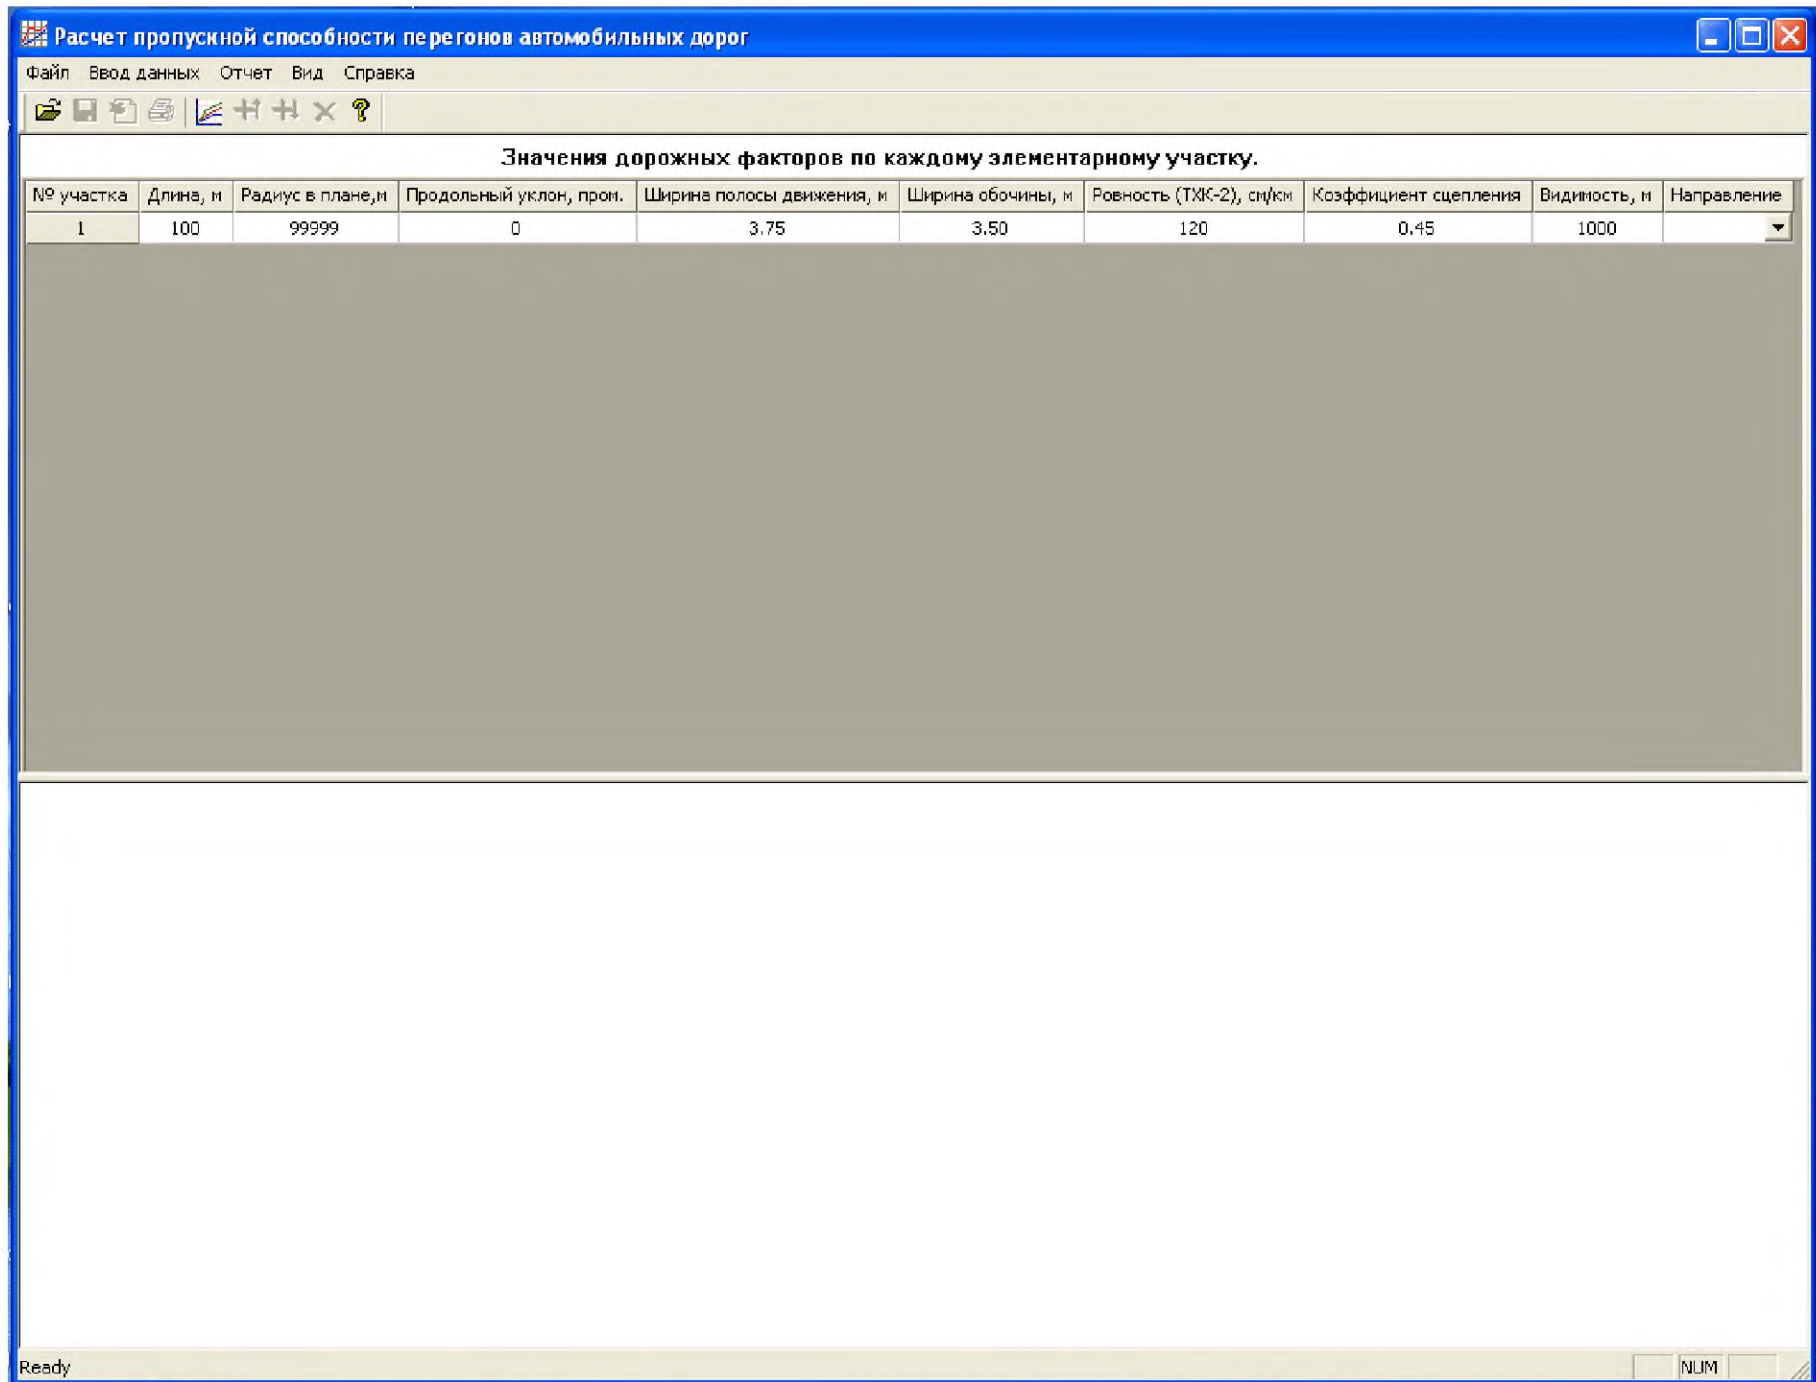 Расчет пропускной способности перегонов автомобильных дорог
Файл Ввод данных Отчет Вид Справка
Значения дорожных факторов по каждому элементарному участку.
№ участка Длина, м Радиус в плане,м Продольный уклон, пром. Ширина полосы движения, м Ширина обочины, м Ровность (ТХК-2), см/км Коэффициент сцепления Видимость, м Направление
1 100 99999 0 3.75 3.50 120 0.45 1000
Ready NUM